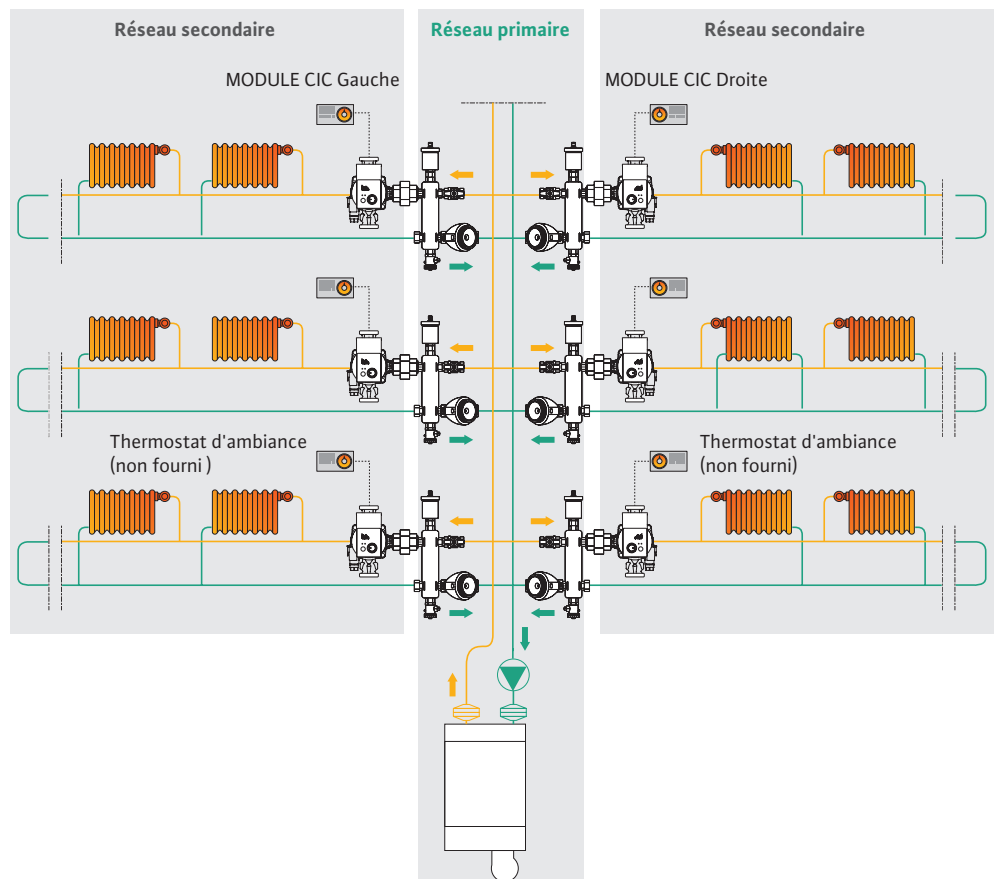 Réseau secondaire
Réseau primaire
Réseau secondaire
MODULE CIC Gauche
MODULE CIC Droite
Thermostat d'ambiance
(non fourni )
Thermostat d'ambiance
(non fourni)